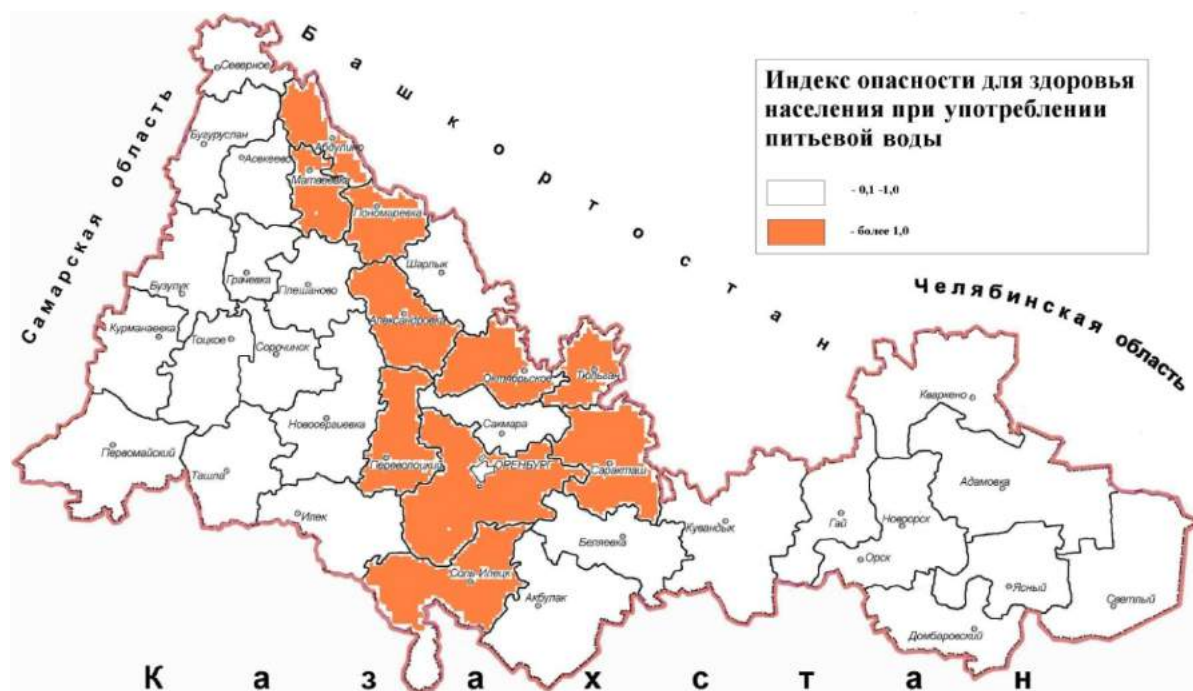 Башкортостан
Самарская область
Челябинская область
Казахстан
Индекс опасности для здоровья
населения при употреблении
питьевой воды
- 0,1 -1,0
- более 1,0
Северное
Бугуруслан
Абдулино
Асекеево
Матвеевка
Пономаревка
Шарлык
Грачевка
Бузулук
Плешаново
Александровка
Курманаевка
Тоцкое
Сорочинск
Октябрьское
Тюльган
Кваркено
Новосергиевка
Сакмара
Первомайский
Ташла
Переволоцкий
ОРЕНБУРГ
Саракташ
Адамовка
Илек
Гай
Новоорск
Кувандык
Беляевка
Орск
Соль-Илецк
Ясный
Акбулак
Светлый
Домбаровский